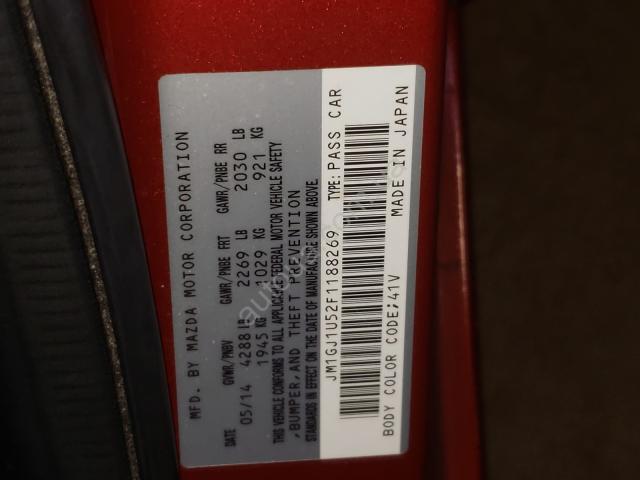 MFD. BY MAZDA MOTOR CORPORATION
DATE GVWR/PNBV GAWR/PNBE FRT GAWR/PNBE RR
05/14 4288 LB 2269 LB 2030 LB
1945 KG 1029 KG 921 KG
THIS VEHICLE CONFORMS TO ALL APPLICABLE FEDERAL MOTOR VEHICLE SAFETY
,BUMPER,AND THEFT PREVENTION
STANDARDS IN EFFECT ON THE DATE OF MANUFACTURE SHOWN ABOVE.
JM1GJ1U52F1188269 TYPE: PASS CAR
BODY COLOR CODE;41V MADE IN JAPAN